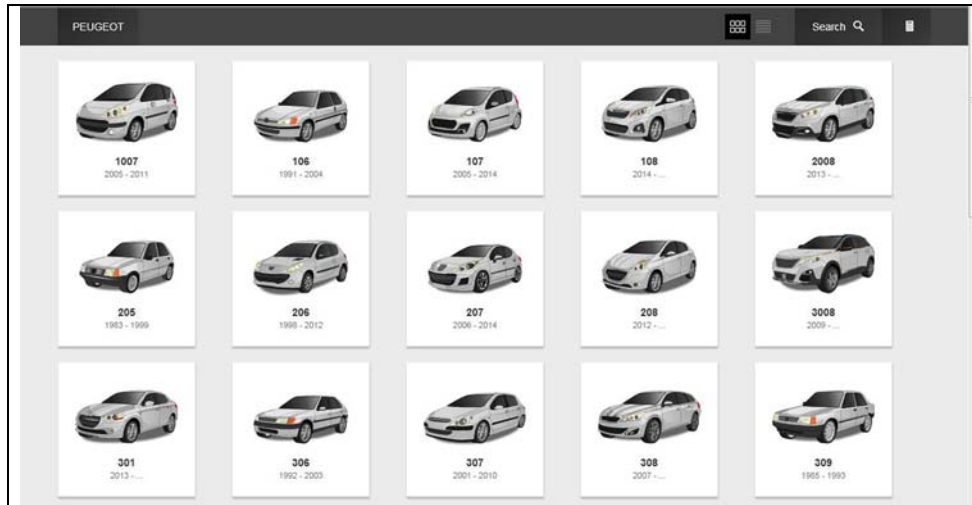 PEUGEOT
Search
1007
2005 - 2011
106
1991 - 2004
107
2005 - 2014
108
2014 - ...
2008
2013 - ...
205
1983 - 1999
206
1998 - 2012
207
2006 - 2014
208
2012 - ...
3008
2009 - ...
301
2013 - ...
306
1992 - 2003
307
2001 - 2010
308
2007 - ...
309
1985 - 1993